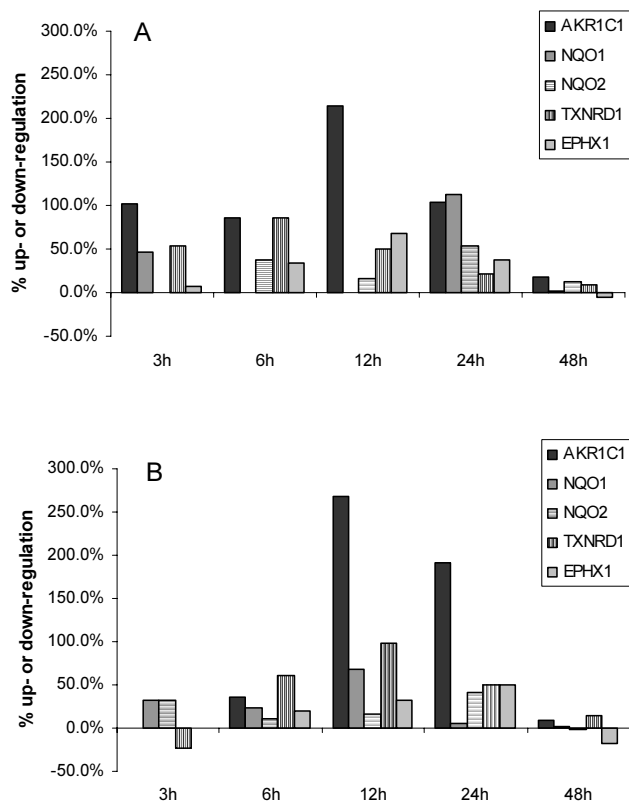 A
% up- or down-regulation
300.0%
250.0%
200.0%
150.0%
100.0%
50.0%
0.0%
-50.0%
3h 6h 12h 24h 48h
AKR1C1
NQO1
NQO2
TXNRD1
EPHX1
B
% up- or down-regulation
300.0%
250.0%
200.0%
150.0%
100.0%
50.0%
0.0%
-50.0%
3h 6h 12h 24h 48h
AKR1C1
NQO1
NQO2
TXNRD1
EPHX1